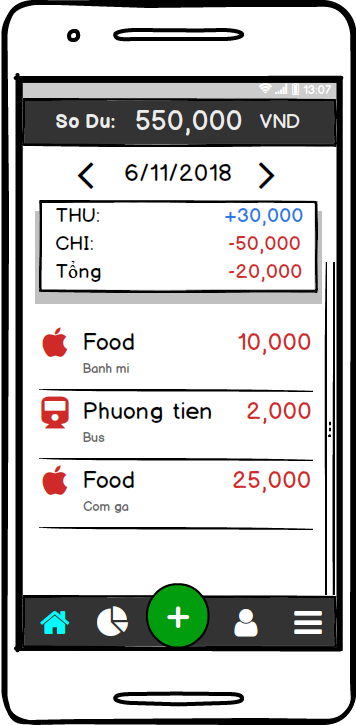 13:07
So Du: 550,000 VND
6/11/2018
THU: +30,000
CHI: -50,000
Tổng -20,000
Food 10,000
Banh mi
Phuong tien 2,000
Bus
Food 25,000
Com ga